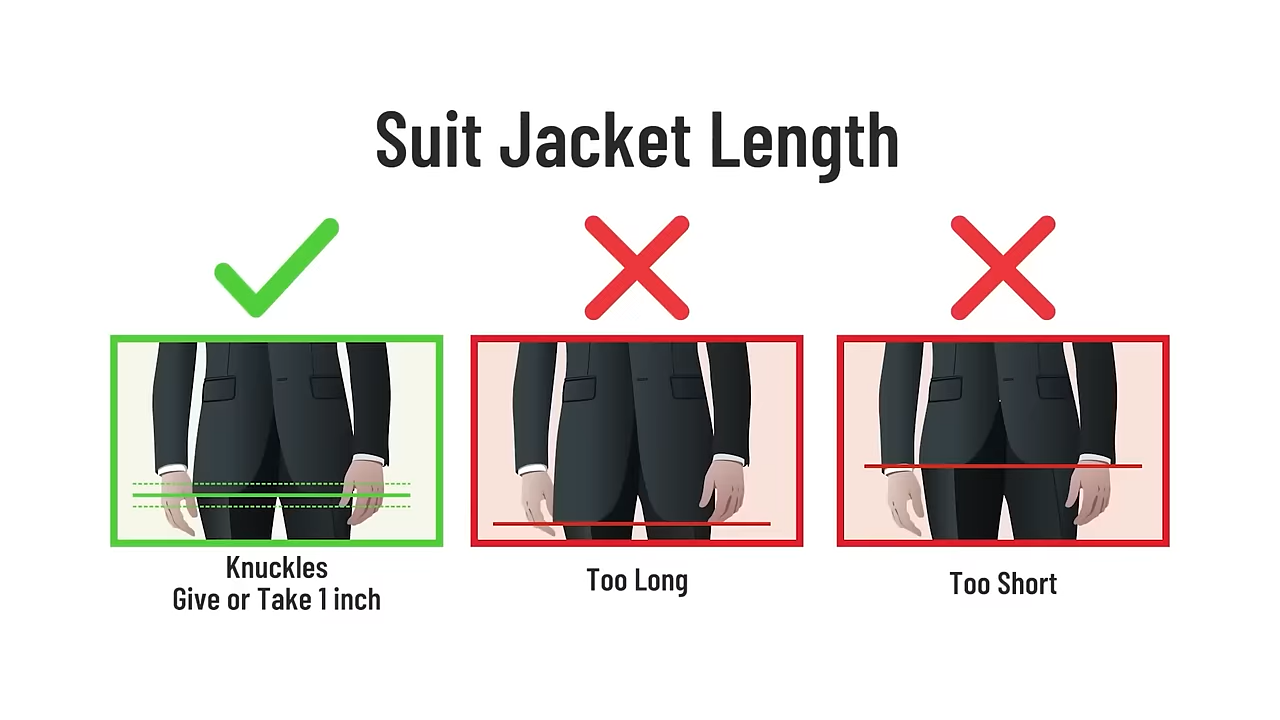 Suit Jacket Length
Knuckles
Give or Take 1 inch
Too Long
Too Short